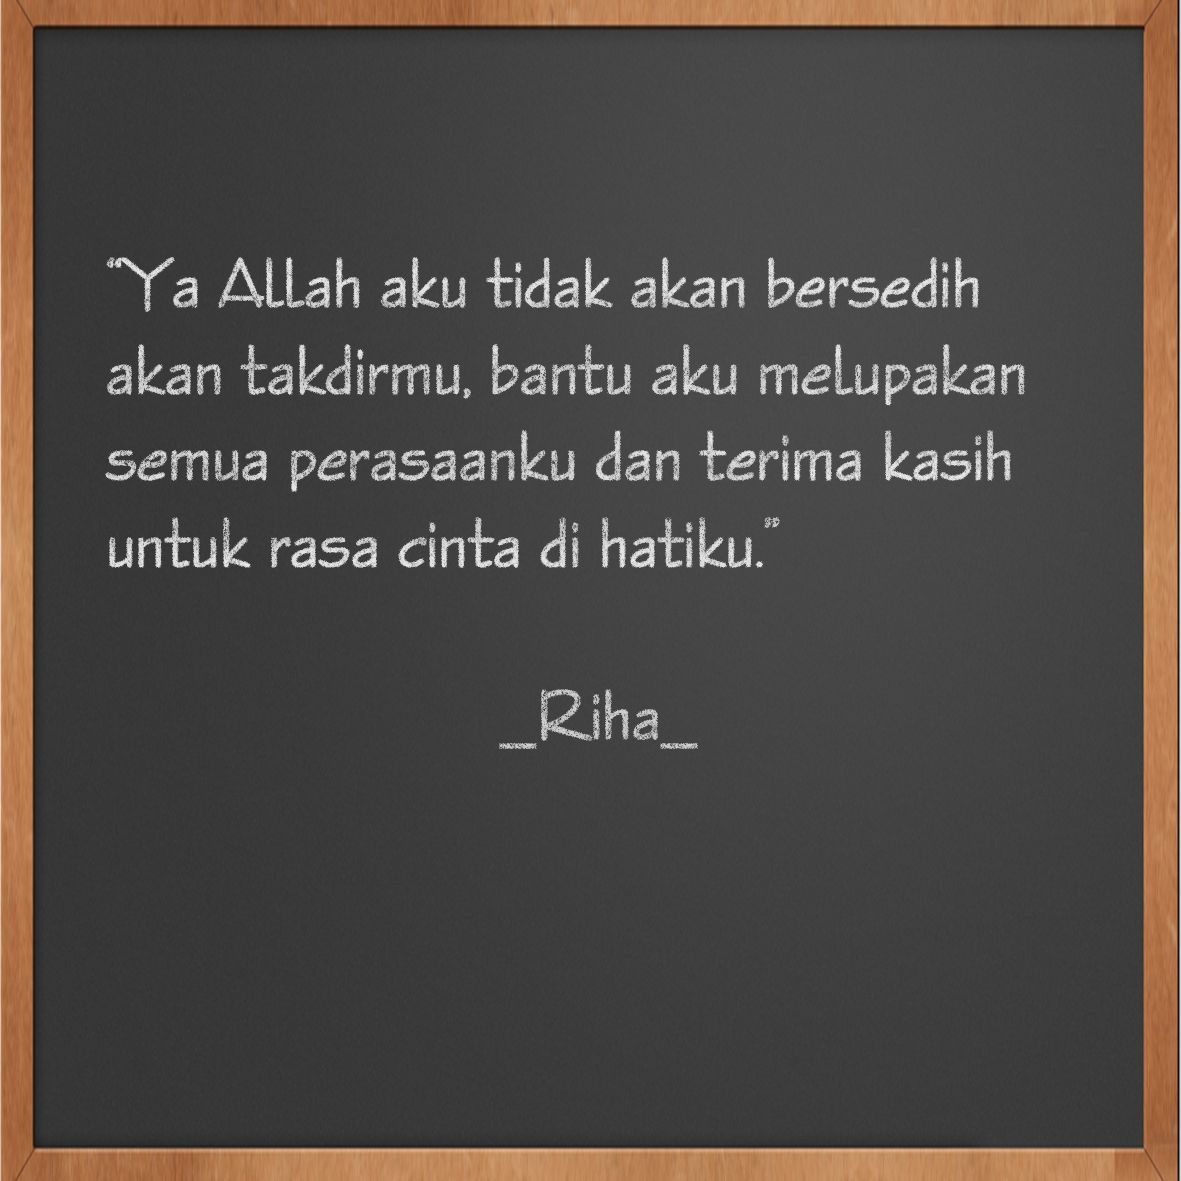 “Ya Allah aku tidak akan bersedih
akan takdirmu, bantu aku melupakan
semua perasaanku dan terima kasih
untuk rasa cinta di hatiku.”
_Riha_